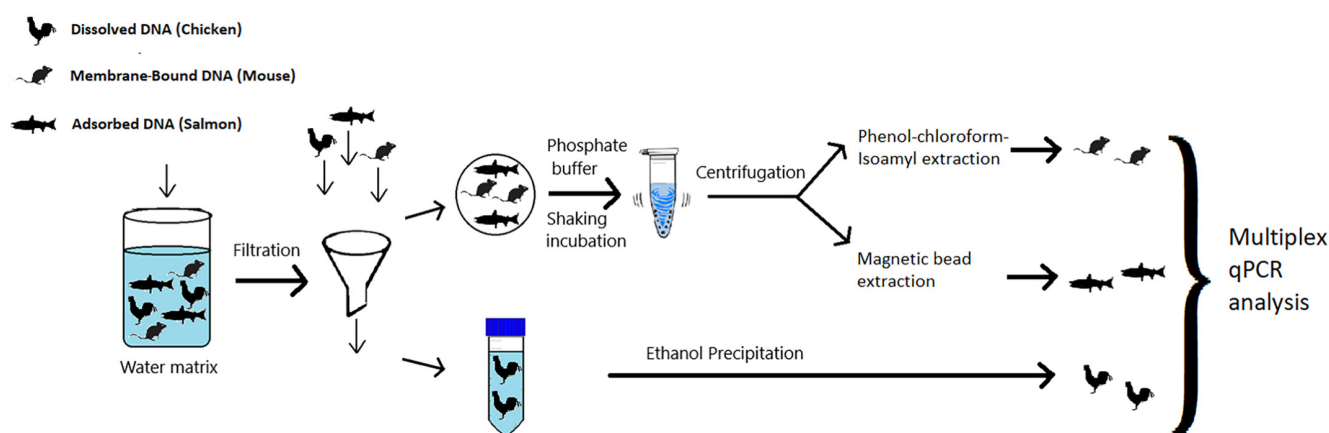 Dissolved DNA (Chicken)
Membrane-Bound DNA (Mouse)
Adsorbed DNA (Salmon)
Water matrix
Filtration
Phosphate
buffer
Shaking
incubation
Centrifugation
Phenol-chloroform-
Isoamyl extraction
Magnetic bead
extraction
Ethanol Precipitation
Multiplex
qPCR
analysis